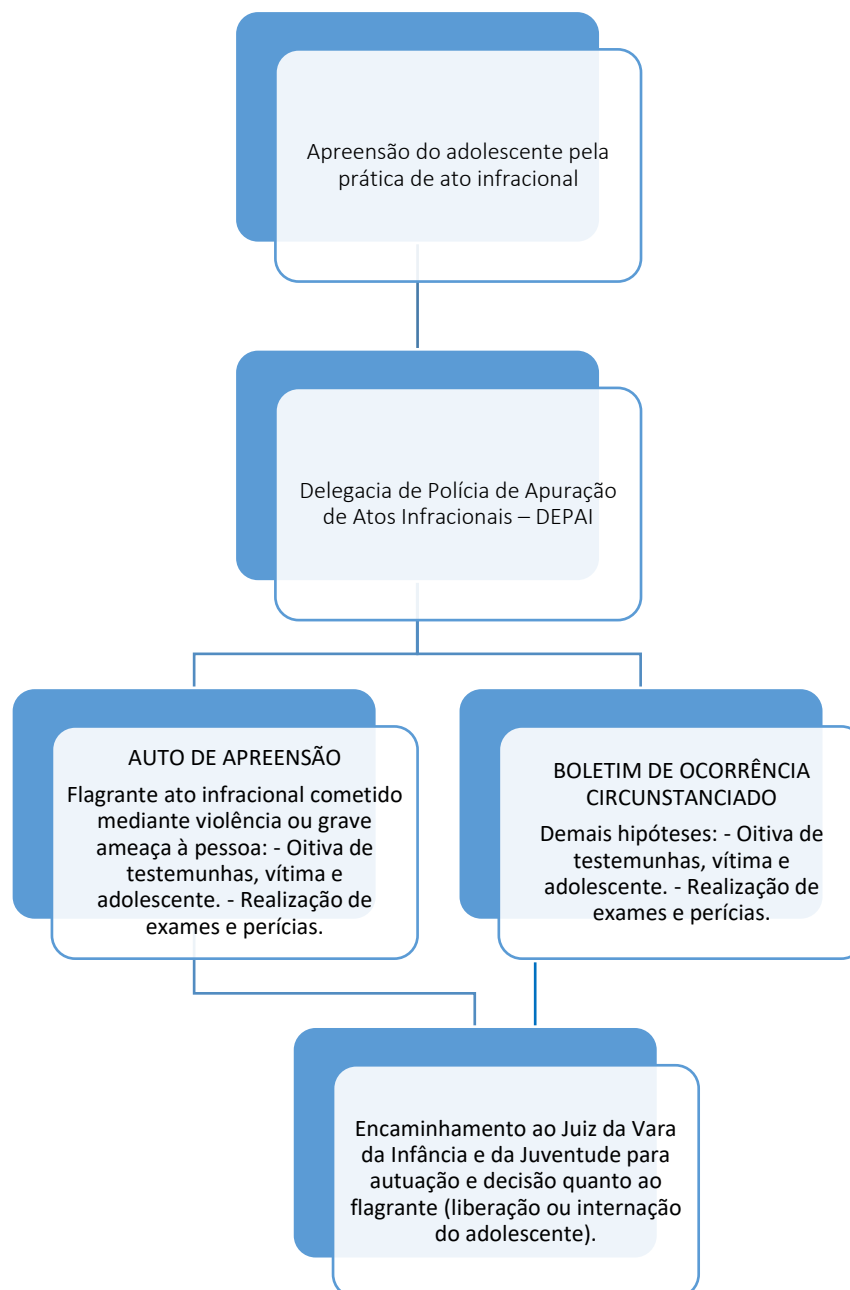 Apreensão do adolescente pela
prática de ato infracional
Delegacia de Polícia de Apuração
de Atos Infracionais – DEPAI
AUTO DE APREENSÃO
Flagrante ato infracional cometido
mediante violência ou grave
ameaça à pessoa: - Oitiva de
testemunhas, vítima e
adolescente. - Realização de
exames e perícias.
BOLETIM DE OCORRÊNCIA
CIRCUNSTANCIADO
Demais hipóteses: - Oitiva de
testemunhas, vítima e
adolescente. - Realização de
exames e perícias.
Encaminhamento ao Juiz da Vara
da Infância e da Juventude para
autuação e decisão quanto ao
flagrante (liberação ou internação
do adolescente).